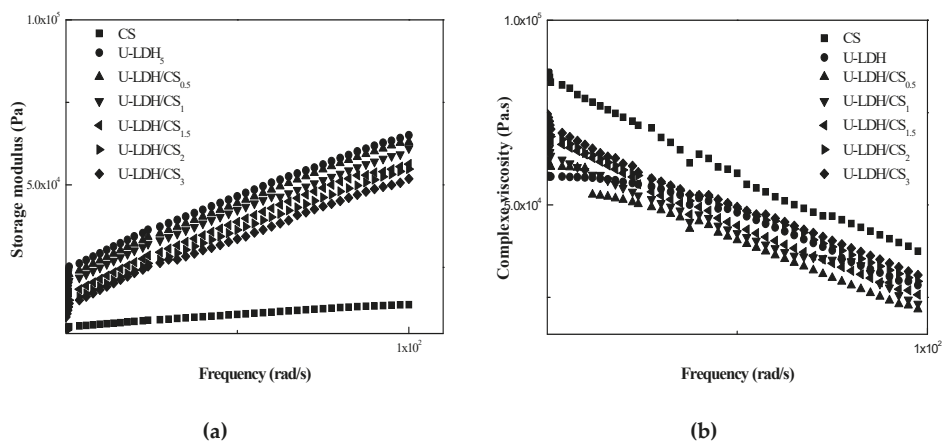 1.0x10⁵
CS
U-LDH₅
U-LDH/CS₀.₅
U-LDH/CS₁
U-LDH/CS₁.₅
U-LDH/CS₂
U-LDH/CS₃
Storage modulus (Pa)
5.0x10⁴
1x10²
Frequency (rad/s)
(a)
1.0x10⁵
CS
U-LDH
U-LDH/CS₀.₅
U-LDH/CS₁
U-LDH/CS₁.₅
U-LDH/CS₂
U-LDH/CS₃
Complexe viscosity (Pa.s)
5.0x10⁴
1x10²
Frequency (rad/s)
(b)